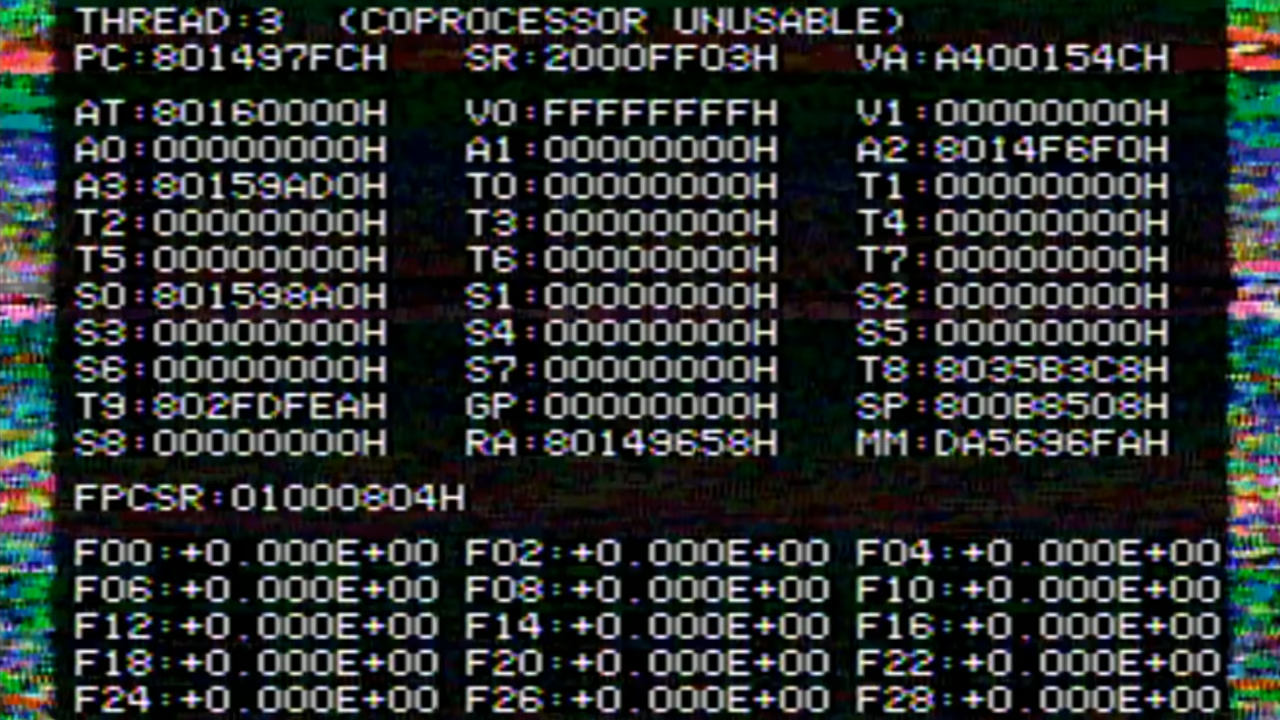 THREAD:3 (COPROCESSOR UNUSABLE)
PC:801497FCH SR:2000FF03H VA:A400154CH
AT:80160000H V0:FFFFFFFFH V1:00000000H
A0:00000000H A1:00000000H A2:8014F6F0H
A3:80159AD0H T0:00000000H T1:00000000H
T2:00000000H T3:00000000H T4:00000000H
T5:00000000H T6:00000000H T7:00000000H
S0:801598A0H S1:00000000H S2:00000000H
S3:00000000H S4:00000000H S5:00000000H
S6:00000000H S7:00000000H T8:8035B3C8H
T9:802FDFEAH GP:00000000H SP:800B8508H
S8:00000000H RA:80149658H MM:DA5696FAH
FPCSR:01000804H
F00:+0.000E+00 F02:+0.000E+00 F04:+0.000E+00
F06:+0.000E+00 F08:+0.000E+00 F10:+0.000E+00
F12:+0.000E+00 F14:+0.000E+00 F16:+0.000E+00
F18:+0.000E+00 F20:+0.000E+00 F22:+0.000E+00
F24:+0.000E+00 F26:+0.000E+00 F28:+0.000E+00